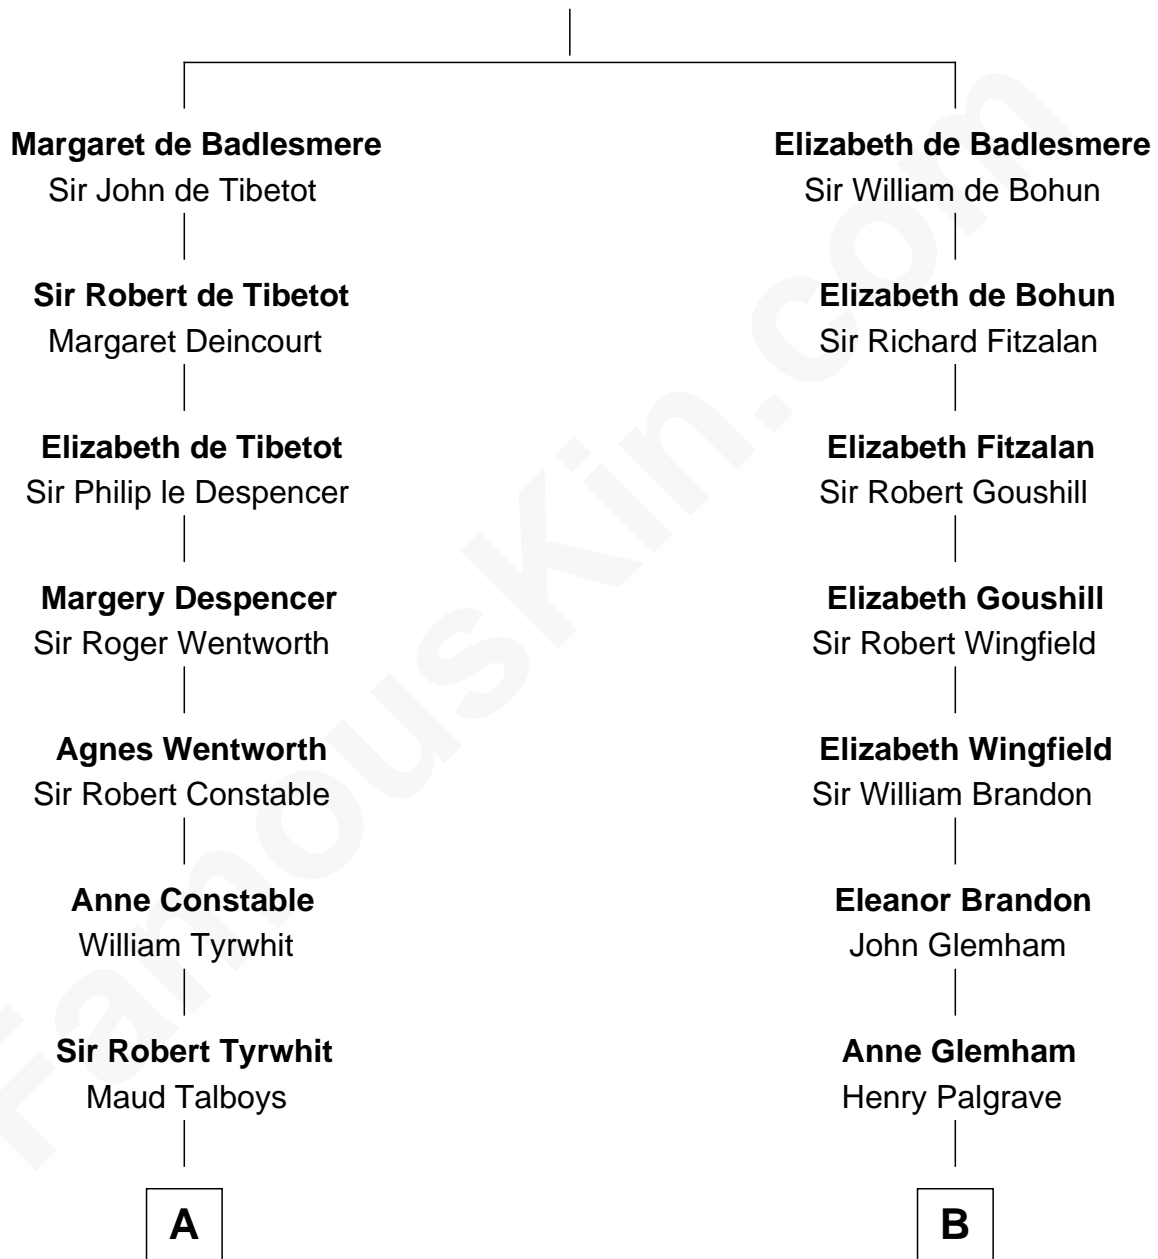 Margaret de Badlesmere
Sir John de Tibetot
Sir Robert de Tibetot
Margaret Deincourt
Elizabeth de Tibetot
Sir Philip le Despencer
Margery Despencer
Sir Roger Wentworth
Agnes Wentworth
Sir Robert Constable
Anne Constable
William Tyrwhit
Sir Robert Tyrwhit
Maud Talboys
A
Elizabeth de Badlesmere
Sir William de Bohun
Elizabeth de Bohun
Sir Richard Fitzalan
Elizabeth Fitzalan
Sir Robert Goushill
Elizabeth Goushill
Sir Robert Wingfield
Elizabeth Wingfield
Sir William Brandon
Eleanor Brandon
John Glemham
Anne Glemham
Henry Palgrave
B
FamousKin.com